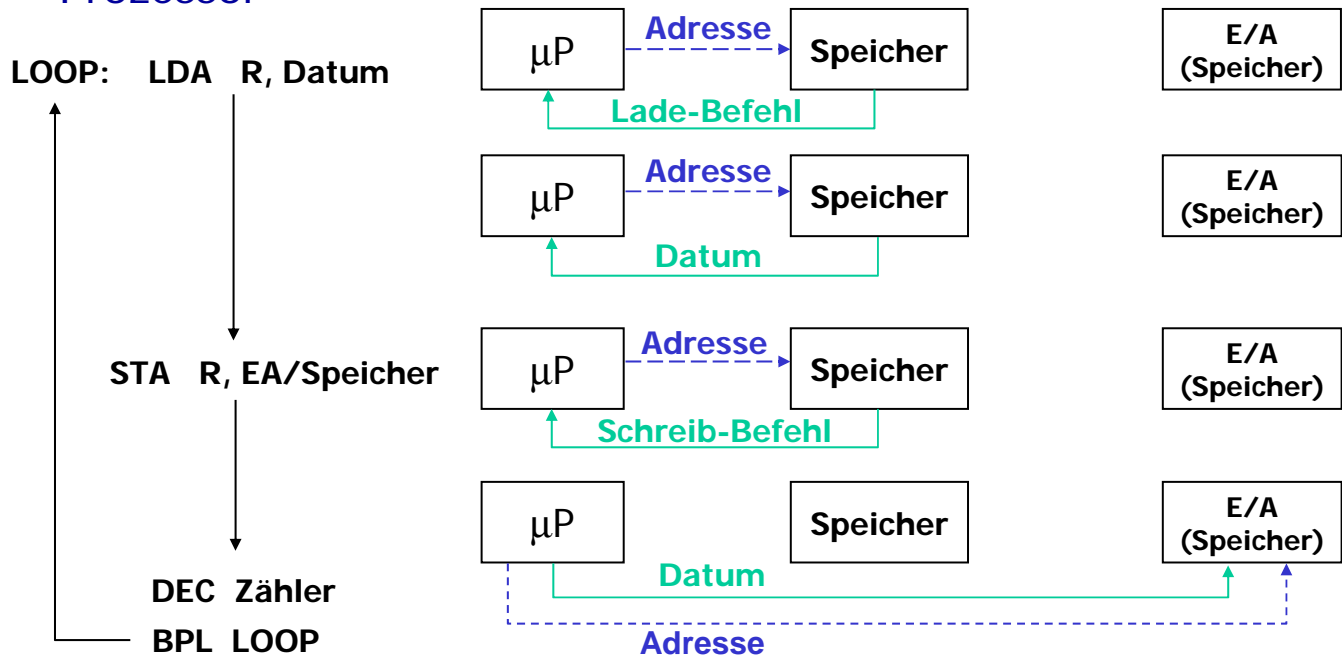 Prozessor
LOOP: LDA R, Datum
STA R, EA/Speicher
DEC Zähler
BPL LOOP
µP
Adresse
Speicher
E/A
(Speicher)
Lade-Befehl
µP
Adresse
Speicher
E/A
(Speicher)
Datum
µP
Adresse
Speicher
E/A
(Speicher)
Schreib-Befehl
µP
Speicher
E/A
(Speicher)
Datum
Adresse